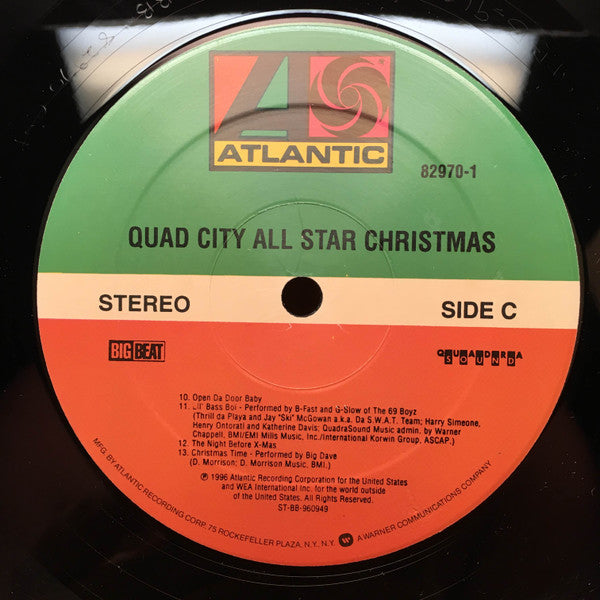 ATLANTIC
82970-1
QUAD CITY ALL STAR CHRISTMAS
STEREO
SIDE C
BIG BEAT
QUADRA
SOUND
10. Open Da Door Baby
11. Lil' Bass Boi - Performed by B-Fast and G-Slow of The 69 Boyz
(Thrill da Playa and Jay "Ski" McGowan a.k.a. Da S.W.A.T. Team; Harry Simeone,
Henry Ontorati and Katherine Davis; QuadraSound Music admin. by Warner
Chappell, BMI/EMI Mills Music, Inc./International Korwin Group, ASCAP.)
12. The Night Before X-Mas
13. Christmas Time - Performed by Big Dave
(D. Morrison; D. Morrison Music, BMI.)
℗ 1996 Atlantic Recording Corporation for the United States
and WEA International Inc. for the world outside
of the United States. All Rights Reserved.
ST-BB-960949
MFG. BY ATLANTIC RECORDING CORP. 75 ROCKEFELLER PLAZA, N.Y., N.Y. A WARNER COMMUNICATIONS COMPANY